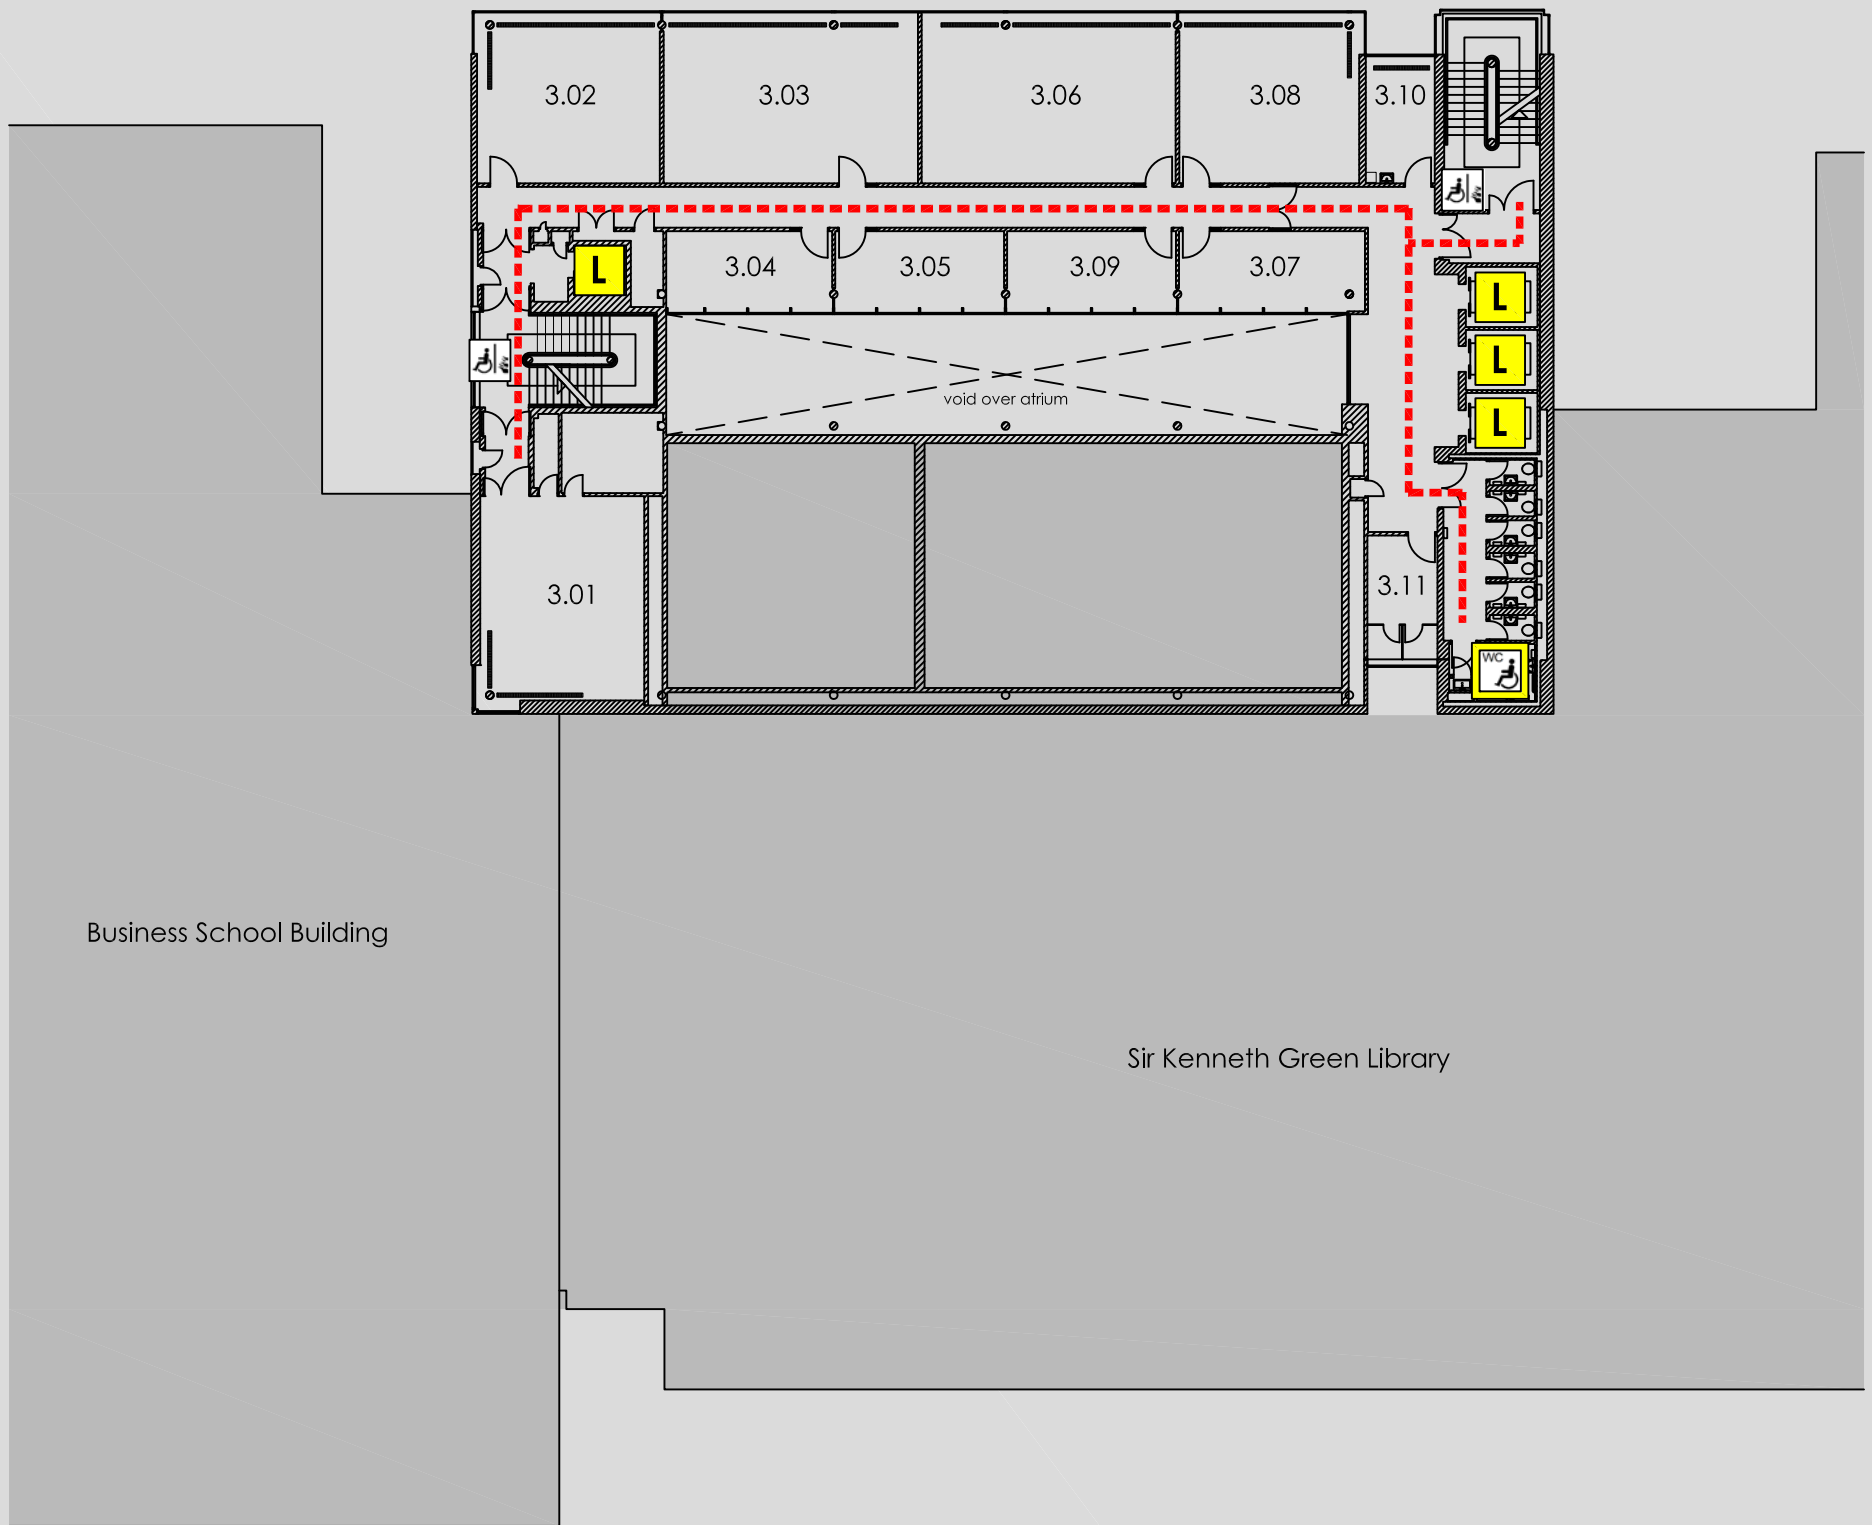 3.02
3.03
3.06
3.08
3.10
3.04
3.05
3.09
3.07
L
L
L
L
void over atrium
3.01
3.11
WC
Business School Building
Sir Kenneth Green Library